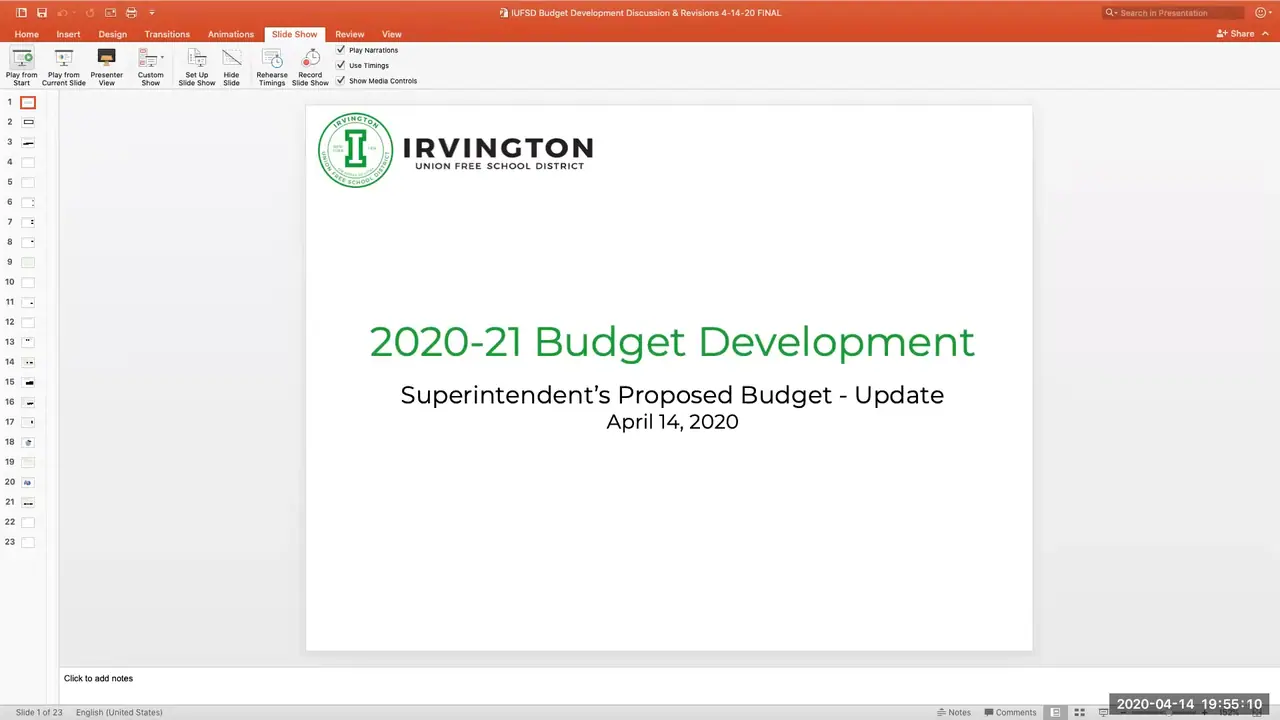 IUFSD Budget Development Discussion & Revisions 4-14-20 FINAL
Search in Presentation
Home Insert Design Transitions Animations Slide Show Review View
Share
Play from Start
Play from Current Slide
Presenter View
Custom Show
Set Up Slide Show
Hide Slide
Rehearse Timings
Record Slide Show
Play Narrations
Use Timings
Show Media Controls
1
2
3
4
5
6
7
8
9
10
11
12
13
14
15
16
17
18
19
20
21
22
23
IRVINGTON
UNION FREE SCHOOL DISTRICT
I
IRVINGTON
UNION FREE SCHOOL DISTRICT
2020-21 Budget Development
Superintendent’s Proposed Budget - Update
April 14, 2020
Click to add notes
Slide 1 of 23 English (United States)
Notes Comments
2020-04-14 19:55:10